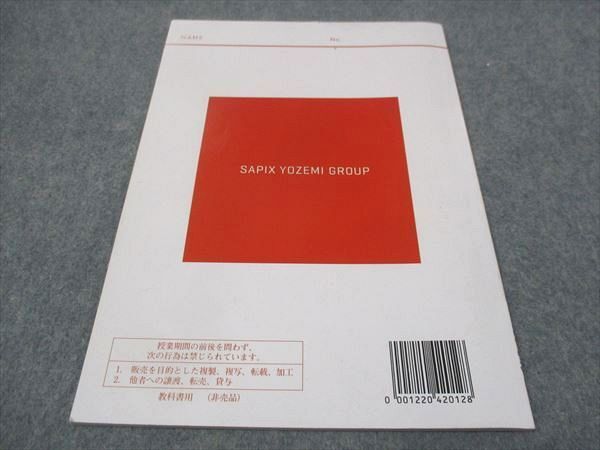 NAME No.
SAPIX YOZEMI GROUP
授業期間の前後を問わず、
次の行為は禁じられています。
1. 販売を目的とした複製、複写、転載、加工
2. 他者への譲渡、転売、貸与
教科書用 (非売品)
0 001220 420128